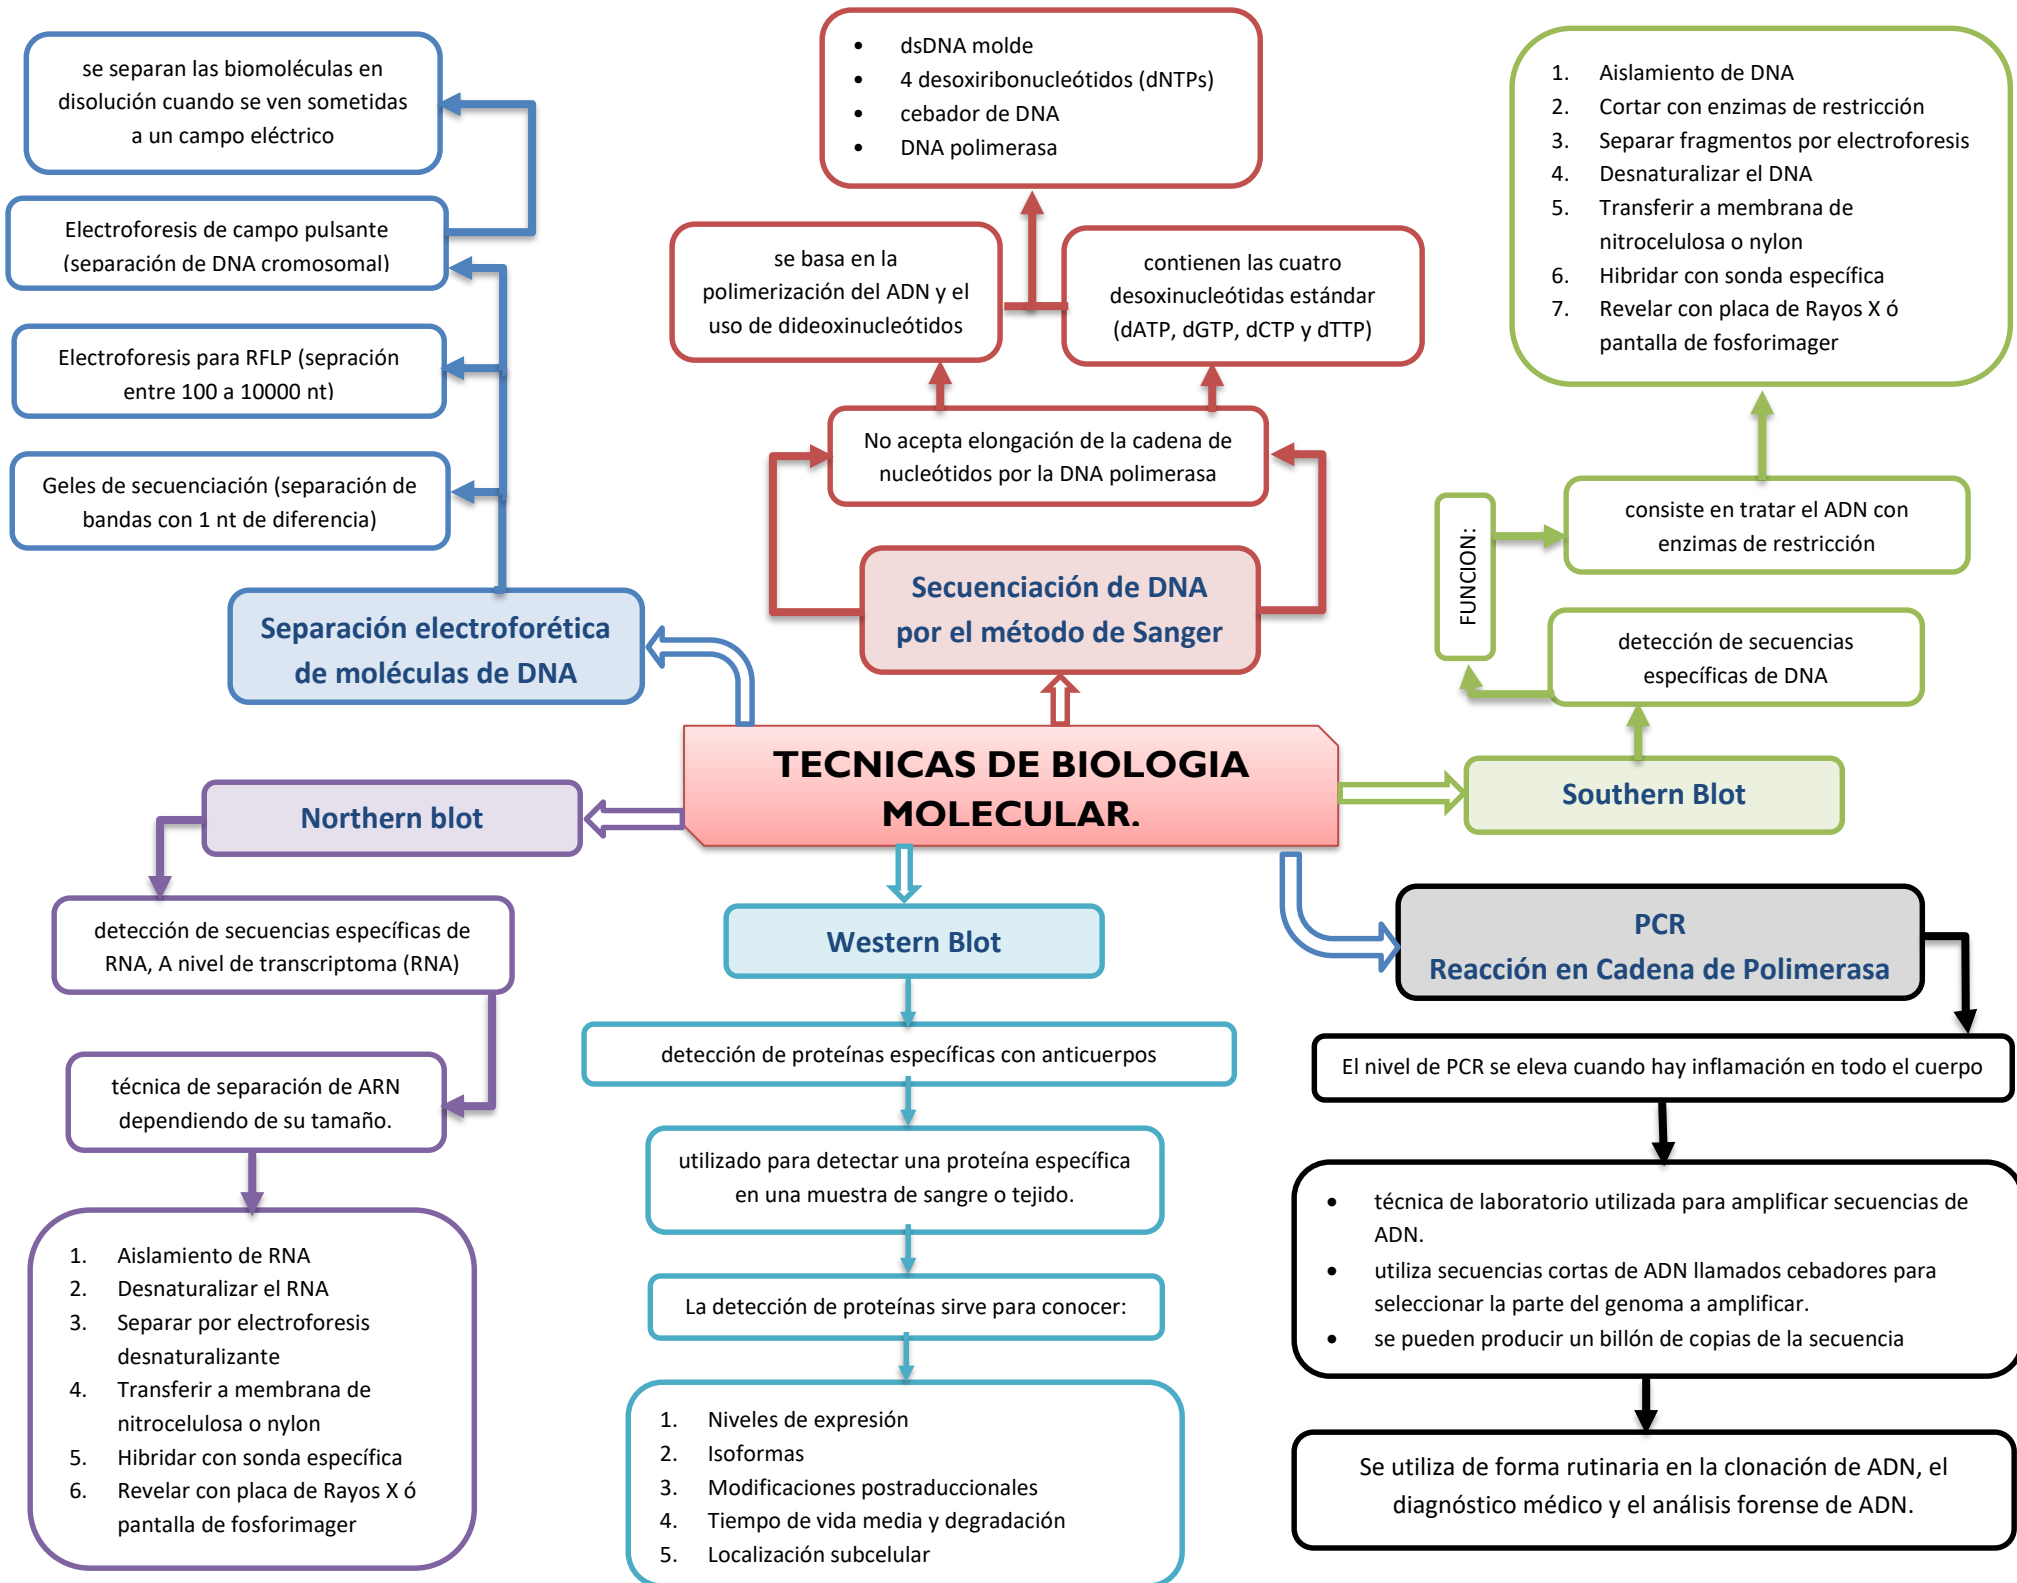 se separan las biomoléculas en
disolución cuando se ven sometidas
a un campo eléctrico
Electroforesis de campo pulsante
(separación de DNA cromosomal)
Electroforesis para RFLP (sepración
entre 100 a 10000 nt)
Geles de secuenciación (separación de
bandas con 1 nt de diferencia)
Separación electroforética
de moléculas de DNA
• dsDNA molde
• 4 desoxiribonucleótidos (dNTPs)
• cebador de DNA
• DNA polimerasa
se basa en la
polimerización del ADN y el
uso de dideoxinucleótidos
contienen las cuatro
desoxinucleótidas estándar
(dATP, dGTP, dCTP y dTTP)
No acepta elongación de la cadena de
nucleótidos por la DNA polimerasa
Secuenciación de DNA
por el método de Sanger
1. Aislamiento de DNA
2. Cortar con enzimas de restricción
3. Separar fragmentos por electroforesis
4. Desnaturalizar el DNA
5. Transferir a membrana de
nitrocelulosa o nylon
6. Hibridar con sonda específica
7. Revelar con placa de Rayos X ó
pantalla de fosforimager
consiste en tratar el ADN con
enzimas de restricción
FUNCION:
detección de secuencias
específicas de DNA
Southern Blot
TECNICAS DE BIOLOGIA
MOLECULAR.
Northern blot
detección de secuencias específicas de
RNA, A nivel de transcriptoma (RNA)
técnica de separación de ARN
dependiendo de su tamaño.
1. Aislamiento de RNA
2. Desnaturalizar el RNA
3. Separar por electroforesis
desnaturalizante
4. Transferir a membrana de
nitrocelulosa o nylon
5. Hibridar con sonda específica
6. Revelar con placa de Rayos X ó
pantalla de fosforimager
Western Blot
detección de proteínas específicas con anticuerpos
utilizado para detectar una proteína específica
en una muestra de sangre o tejido.
La detección de proteínas sirve para conocer:
1. Niveles de expresión
2. Isoformas
3. Modificaciones postraduccionales
4. Tiempo de vida media y degradación
5. Localización subcelular
PCR
Reacción en Cadena de Polimerasa
El nivel de PCR se eleva cuando hay inflamación en todo el cuerpo
• técnica de laboratorio utilizada para amplificar secuencias de
ADN.
• utiliza secuencias cortas de ADN llamados cebadores para
seleccionar la parte del genoma a amplificar.
• se pueden producir un billón de copias de la secuencia
Se utiliza de forma rutinaria en la clonación de ADN, el
diagnóstico médico y el análisis forense de ADN.